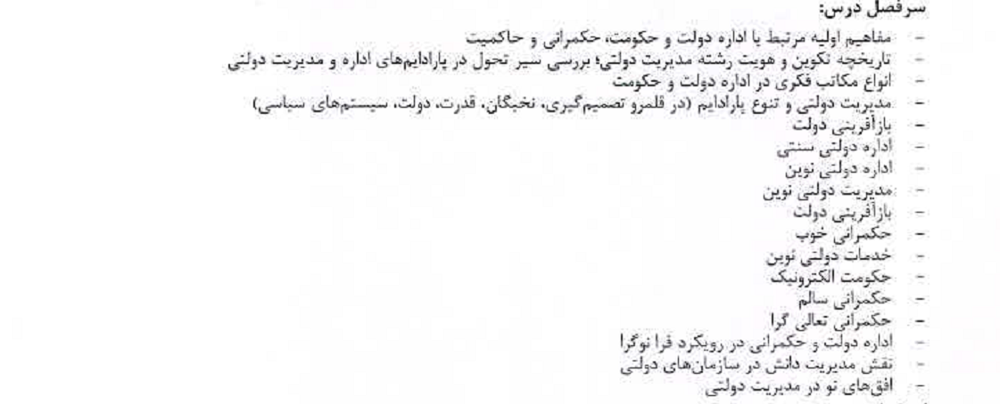 سرفصل درس:
- مفاهیم اولیه مرتبط با اداره دولت و حکومت، حکمرانی و حاکمیت
- تاریخچه تکوین و هویت رشته مدیریت دولتی؛ بررسی سیر تحول در پارادایم‌های اداره و مدیریت دولتی
- انواع مکاتب فکری در اداره دولت و حکومت
- مدیریت دولتی و تنوع پارادایم (در قلمرو تصمیم‌گیری، نخبگان، قدرت، دولت، سیستم‌های سیاسی)
- بازآفرینی دولت
- اداره دولتی سنتی
- اداره دولتی نوین
- مدیریت دولتی نوین
- بازآفرینی دولت
- حکمرانی خوب
- خدمات دولتی نوین
- حکومت الکترونیک
- حکمرانی سالم
- حکمرانی تعالی گرا
- اداره دولت و حکمرانی در رویکرد فرا نوگرا
- نقش مدیریت دانش در سازمان‌های دولتی
- افق‌های نو در مدیریت دولتی